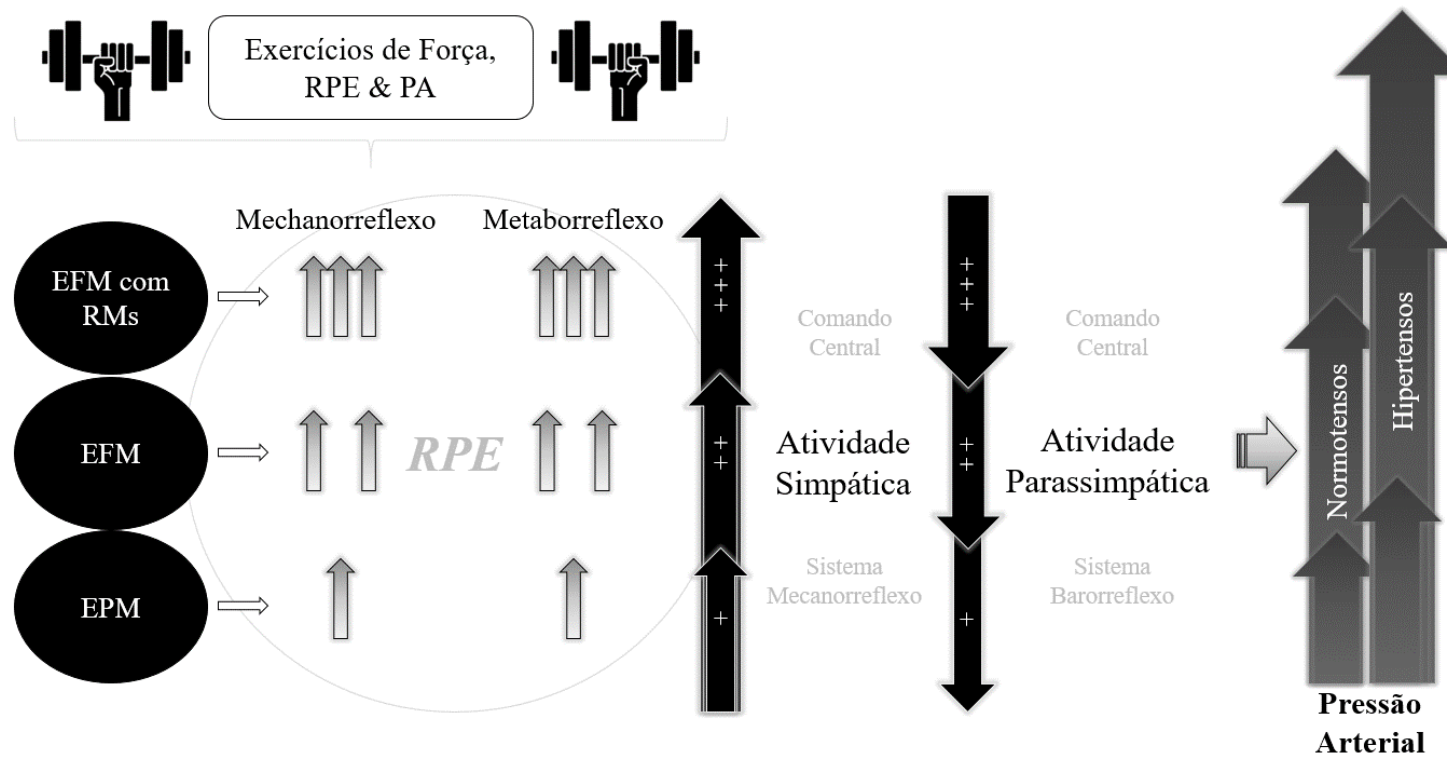 Exercícios de Força,
RPE & PA
Mechanorreflexo
Metaborreflexo
EFM com
RMs
EFM
EPM
RPE
+
+
+
+
+
+
Comando
Central
Atividade
Simpática
Sistema
Mecanorreflexo
+
+
+
+
+
+
Comando
Central
Atividade
Parassimpática
Sistema
Barorreflexo
Normotensos
Hipertensos
Pressão
Arterial